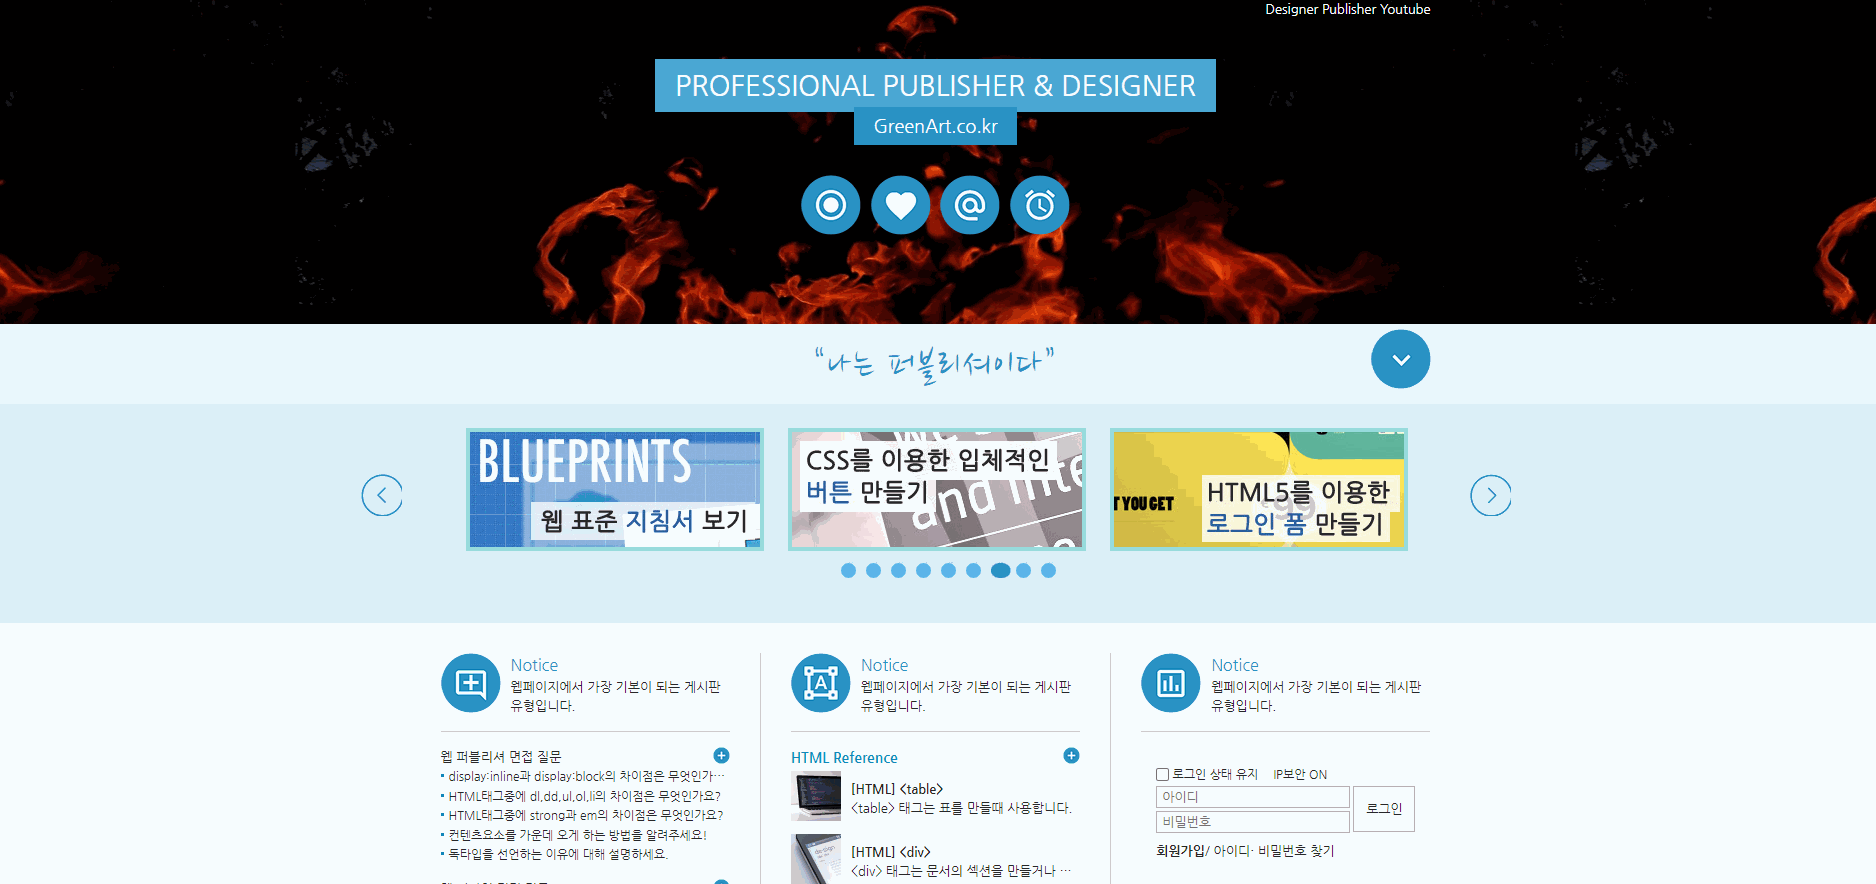 Designer Publisher Youtube
PROFESSIONAL PUBLISHER & DESIGNER
GreenArt.co.kr
“나는 퍼블리셔이다”
BLUEPRINTS
웹 표준 지침서 보기
CSS를 이용한 입체적인
버튼 만들기
and inte
T YOU GET
HTML5를 이용한
로그인 폼 만들기
Notice
웹페이지에서 가장 기본이 되는 게시판
유형입니다.
Notice
웹페이지에서 가장 기본이 되는 게시판
유형입니다.
Notice
웹페이지에서 가장 기본이 되는 게시판
유형입니다.
웹 퍼블리셔 면접 질문
display:inline과 display:block의 차이점은 무엇인가…
HTML태그중에 dl,dd,ul,ol,li의 차이점은 무엇인가요?
HTML태그중에 strong과 em의 차이점은 무엇인가요?
컨텐츠요소를 가운데 오게 하는 방법을 알려주세요!
독타입을 선언하는 이유에 대해 설명하세요.
HTML Reference
[HTML] <table>
<table> 태그는 표를 만들때 사용합니다.
[HTML] <div>
<div> 태그는 문서의 섹션을 만들거나 …
로그인 상태 유지 IP보안 ON
아이디
비밀번호
로그인
회원가입/ 아이디· 비밀번호 찾기